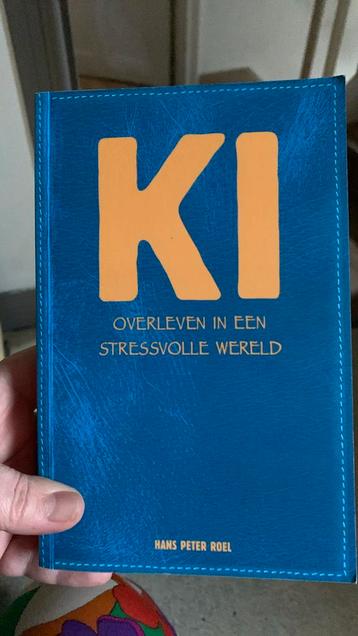 KI
OVERLEVEN IN EEN
STRESSVOLLE WERELD
HANS PETER ROEL